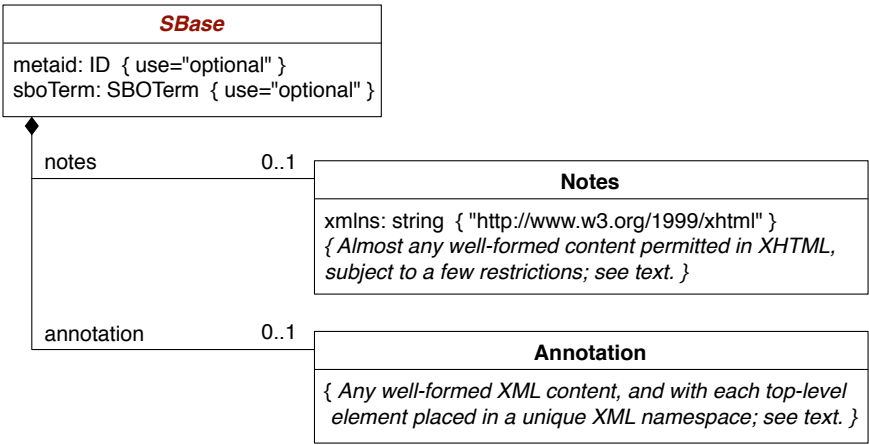 SBase
metaid: ID { use="optional" }
sboTerm: SBOTerm { use="optional" }
notes 0..1
Notes
xmlns: string { "http://www.w3.org/1999/xhtml" }
{ Almost any well-formed content permitted in XHTML,
subject to a few restrictions; see text. }
annotation 0..1
Annotation
{ Any well-formed XML content, and with each top-level
element placed in a unique XML namespace; see text. }